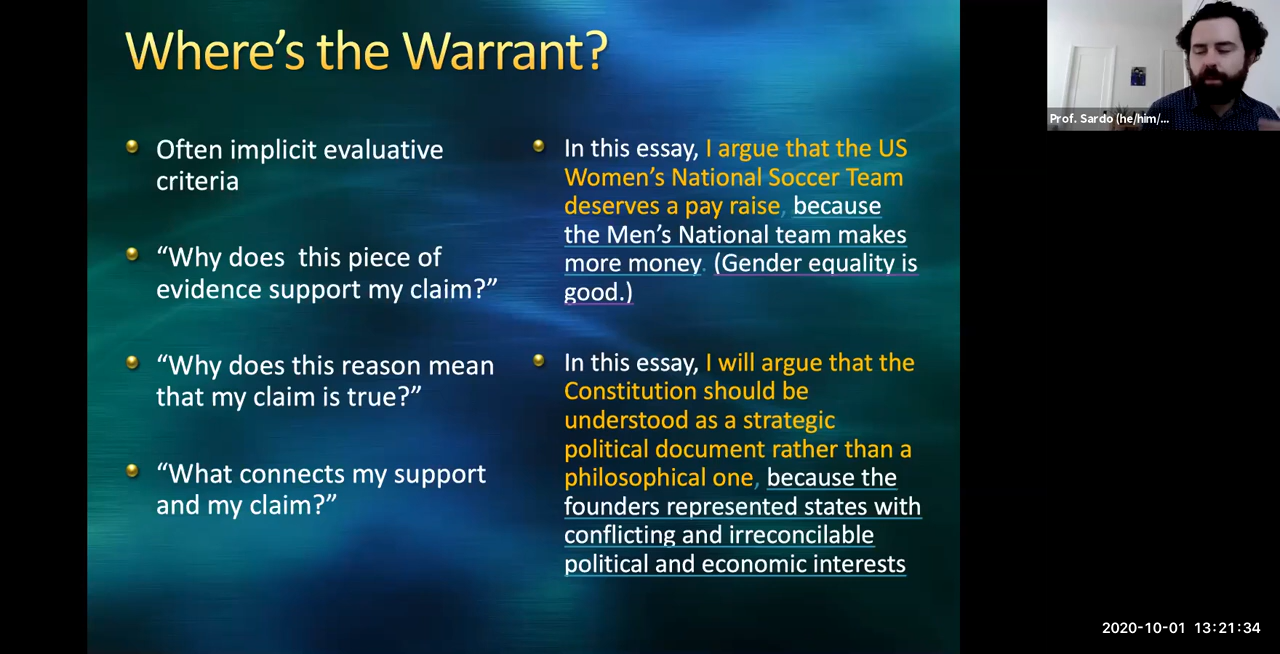 Where's the Warrant?
Often implicit evaluative
criteria
“Why does  this piece of
evidence support my claim?”
“Why does this reason mean
that my claim is true?”
“What connects my support
and my claim?”
In this essay, I argue that the US
Women's National Soccer Team
deserves a pay raise, because
the Men's National team makes
more money. (Gender equality is
good.)
In this essay, I will argue that the
Constitution should be
understood as a strategic
political document rather than a
philosophical one, because the
founders represented states with
conflicting and irreconcilable
political and economic interests
Prof. Sardo (he/him/...
2020-10-01 13:21:34